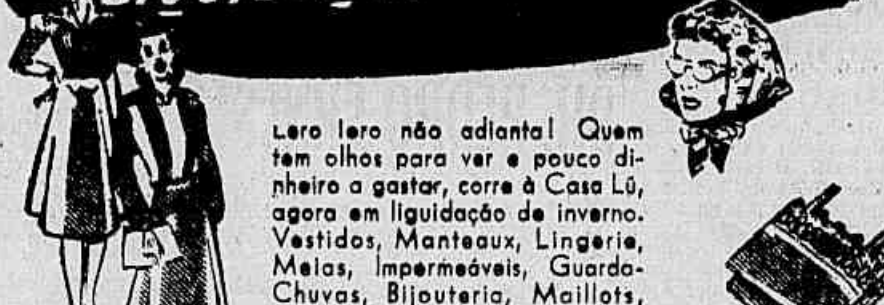 Lero lero não adianta! Quem
tem olhos para ver e pouco di-
nheiro a gastar, corre à Casa Lú,
agora em liquidação de inverno.
Vestidos, Manteaux, Lingerie,
Meias, Impermeáveis, Guarda-
Chuvas, Bijouteria, Maillots,